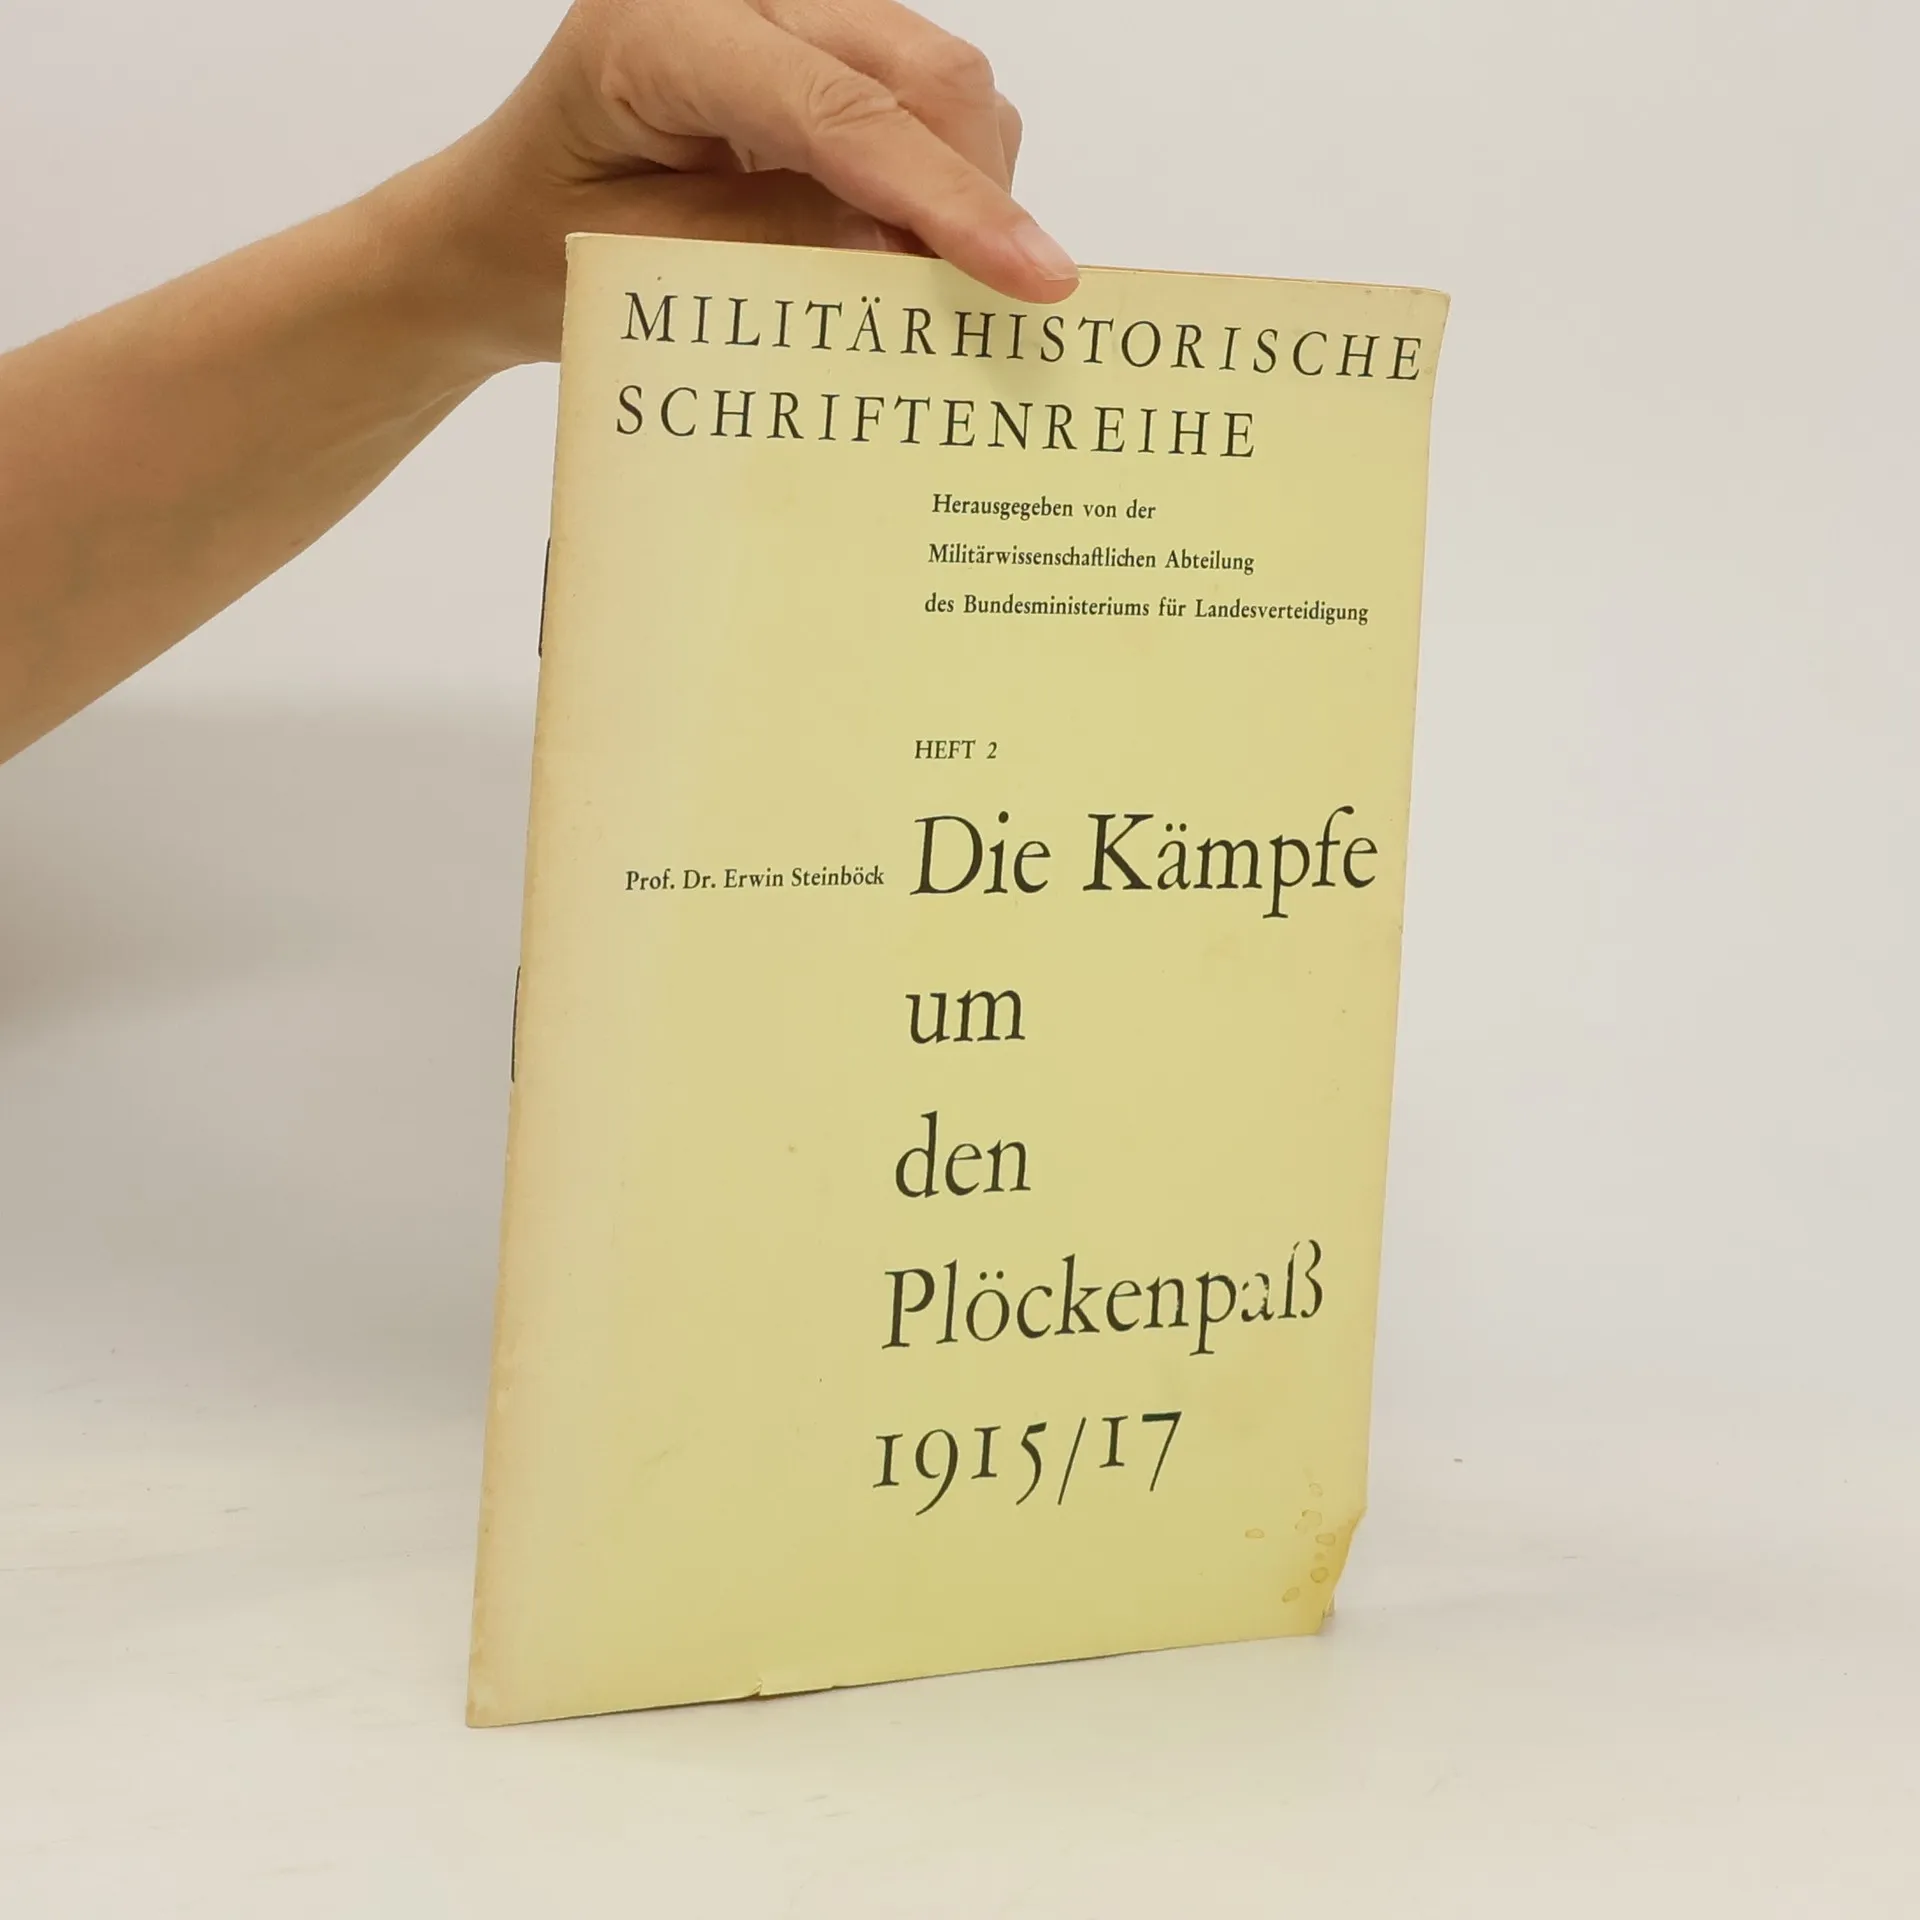 MILITÄRHISTORISCHE
SCHRIFTENREIHE
Herausgegeben von der
Militärwissenschaftlichen Abteilung
des Bundesministeriums für Landesverteidigung
HEFT 2
Prof. Dr. Erwin Steinböck
Die Kämpfe
um
den
Plöckenpaß
1915/17